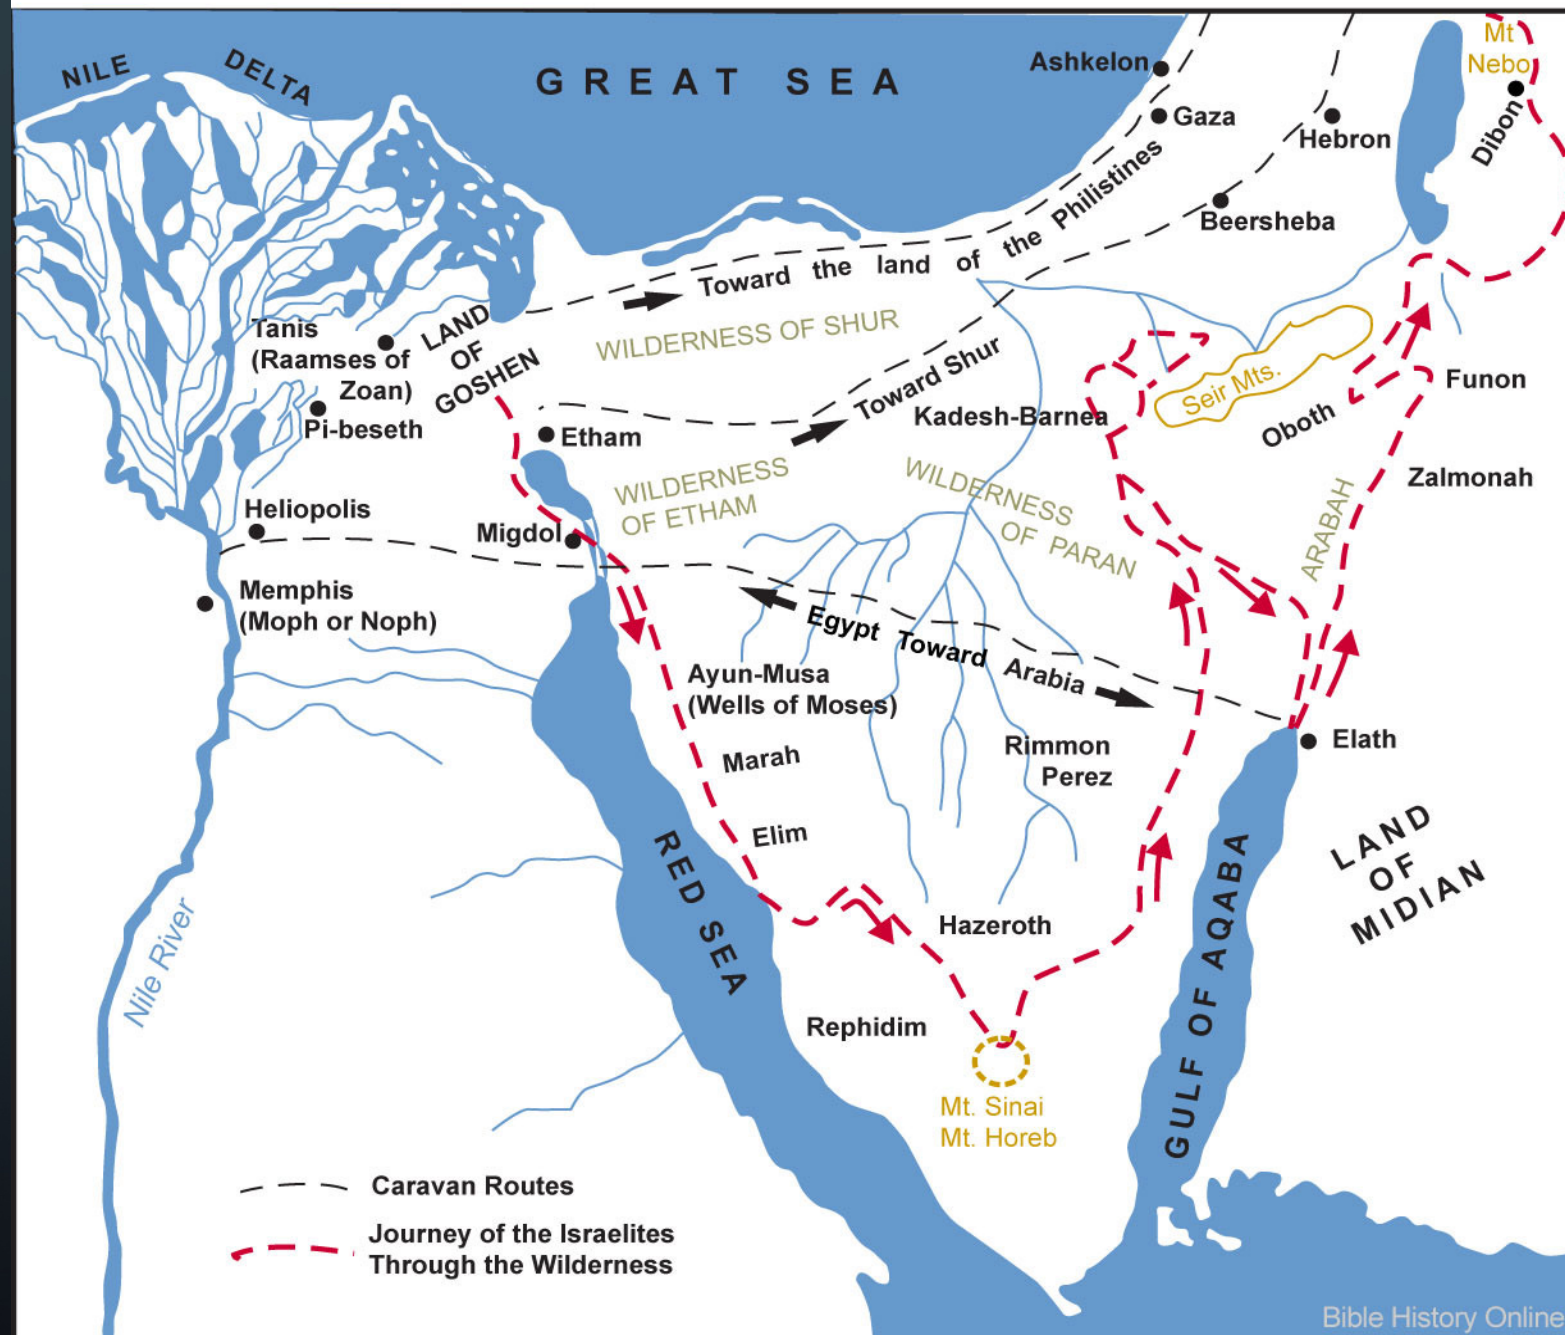 NILE DELTA
GREAT SEA
Ashkelon
Gaza
Hebron
Beersheba
Mt
Nebo
Dibon
Toward the land of the Philistines
WILDERNESS OF SHUR
Tanis
(Raamses of
Zoan)
LAND
OF
GOSHEN
Pi-beseth
Etham
Toward Shur
Kadesh-Barnea
Seir Mts.
Oboth
Funon
Zalmonah
ARABAH
WILDERNESS
OF ETHAM
WILDERNESS
OF PARAN
Heliopolis
Migdol
Memphis
(Moph or Noph)
Egypt Toward Arabia
Ayun-Musa
(Wells of Moses)
Marah
Rimmon
Perez
Elath
Elim
RED SEA
LAND
OF
MIDIAN
GULF OF AQABA
Hazeroth
Nile River
Rephidim
Mt. Sinai
Mt. Horeb
Caravan Routes
Journey of the Israelites
Through the Wilderness
Bible History Online